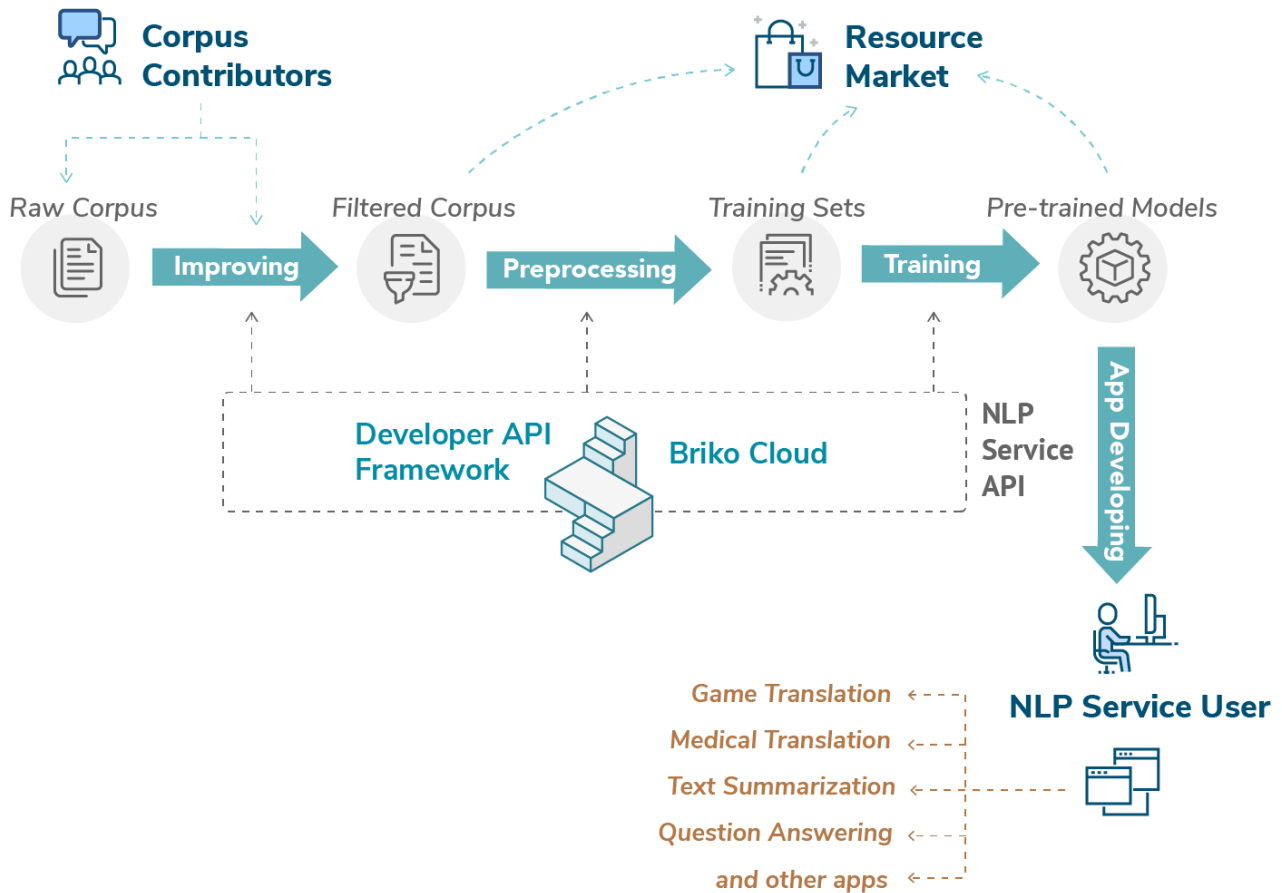 Corpus
Contributors
Resource
Market
Raw Corpus
Filtered Corpus
Training Sets
Pre-trained Models
Improving
Preprocessing
Training
Developer API
Framework
Briko Cloud
NLP
Service
API
App Developing
NLP Service User
Game Translation
Medical Translation
Text Summarization
Question Answering
and other apps